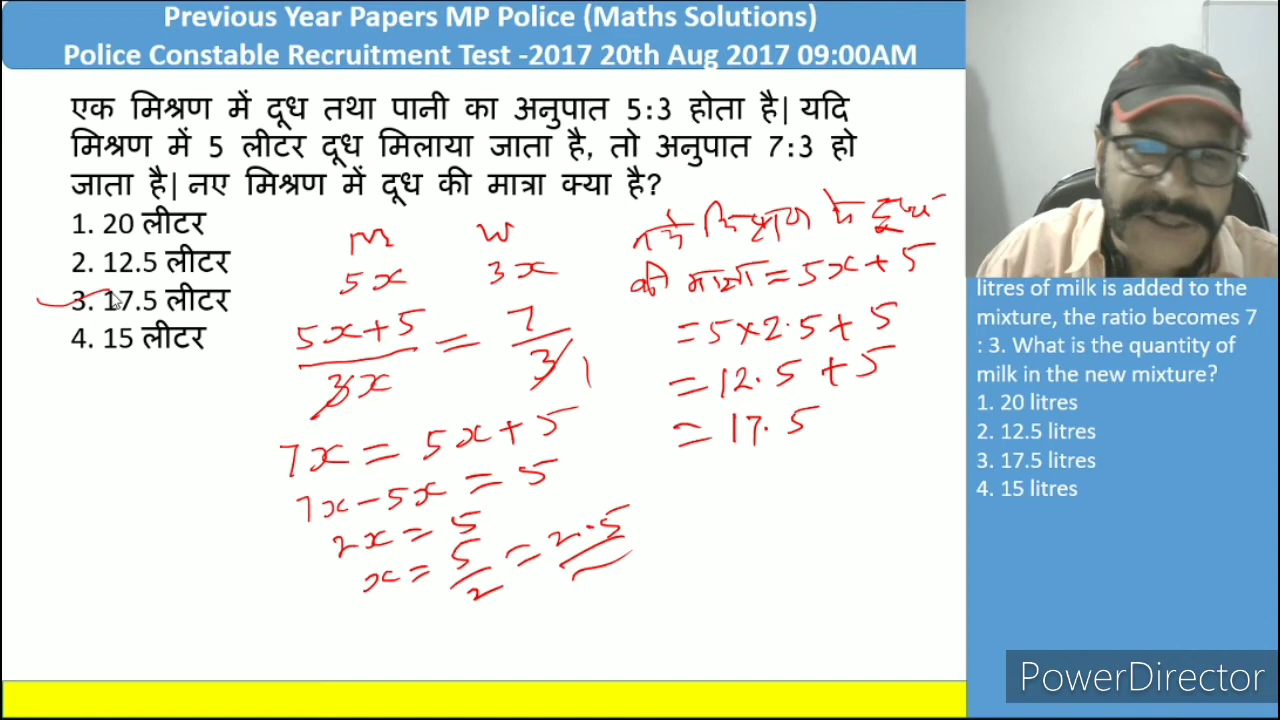 Previous Year Papers MP Police (Maths Solutions)
Police Constable Recruitment Test -2017 20th Aug 2017 09:00AM
एक मिश्रण में दूध तथा पानी का अनुपात 5:3 होता है| यदि
मिश्रण में 5 लीटर दूध मिलाया जाता है, तो अनुपात 7:3 हो
जाता है| नए मिश्रण में दूध की मात्रा क्या है?
1. 20 लीटर
2. 12.5 लीटर
3. 17.5 लीटर
4. 15 लीटर
M W
5x 3x
5x+5 / 3x = 7 / 3 1
7x = 5x+5
7x-5x = 5
2x = 5
x = 5/2 = 2.5
नये मिश्रण में दूध
की मात्रा = 5x+5
= 5×2.5+5
= 12.5+5
= 17.5
litres of milk is added to the
mixture, the ratio becomes 7
: 3. What is the quantity of
milk in the new mixture?
1. 20 litres
2. 12.5 litres
3. 17.5 litres
4. 15 litres
PowerDirector